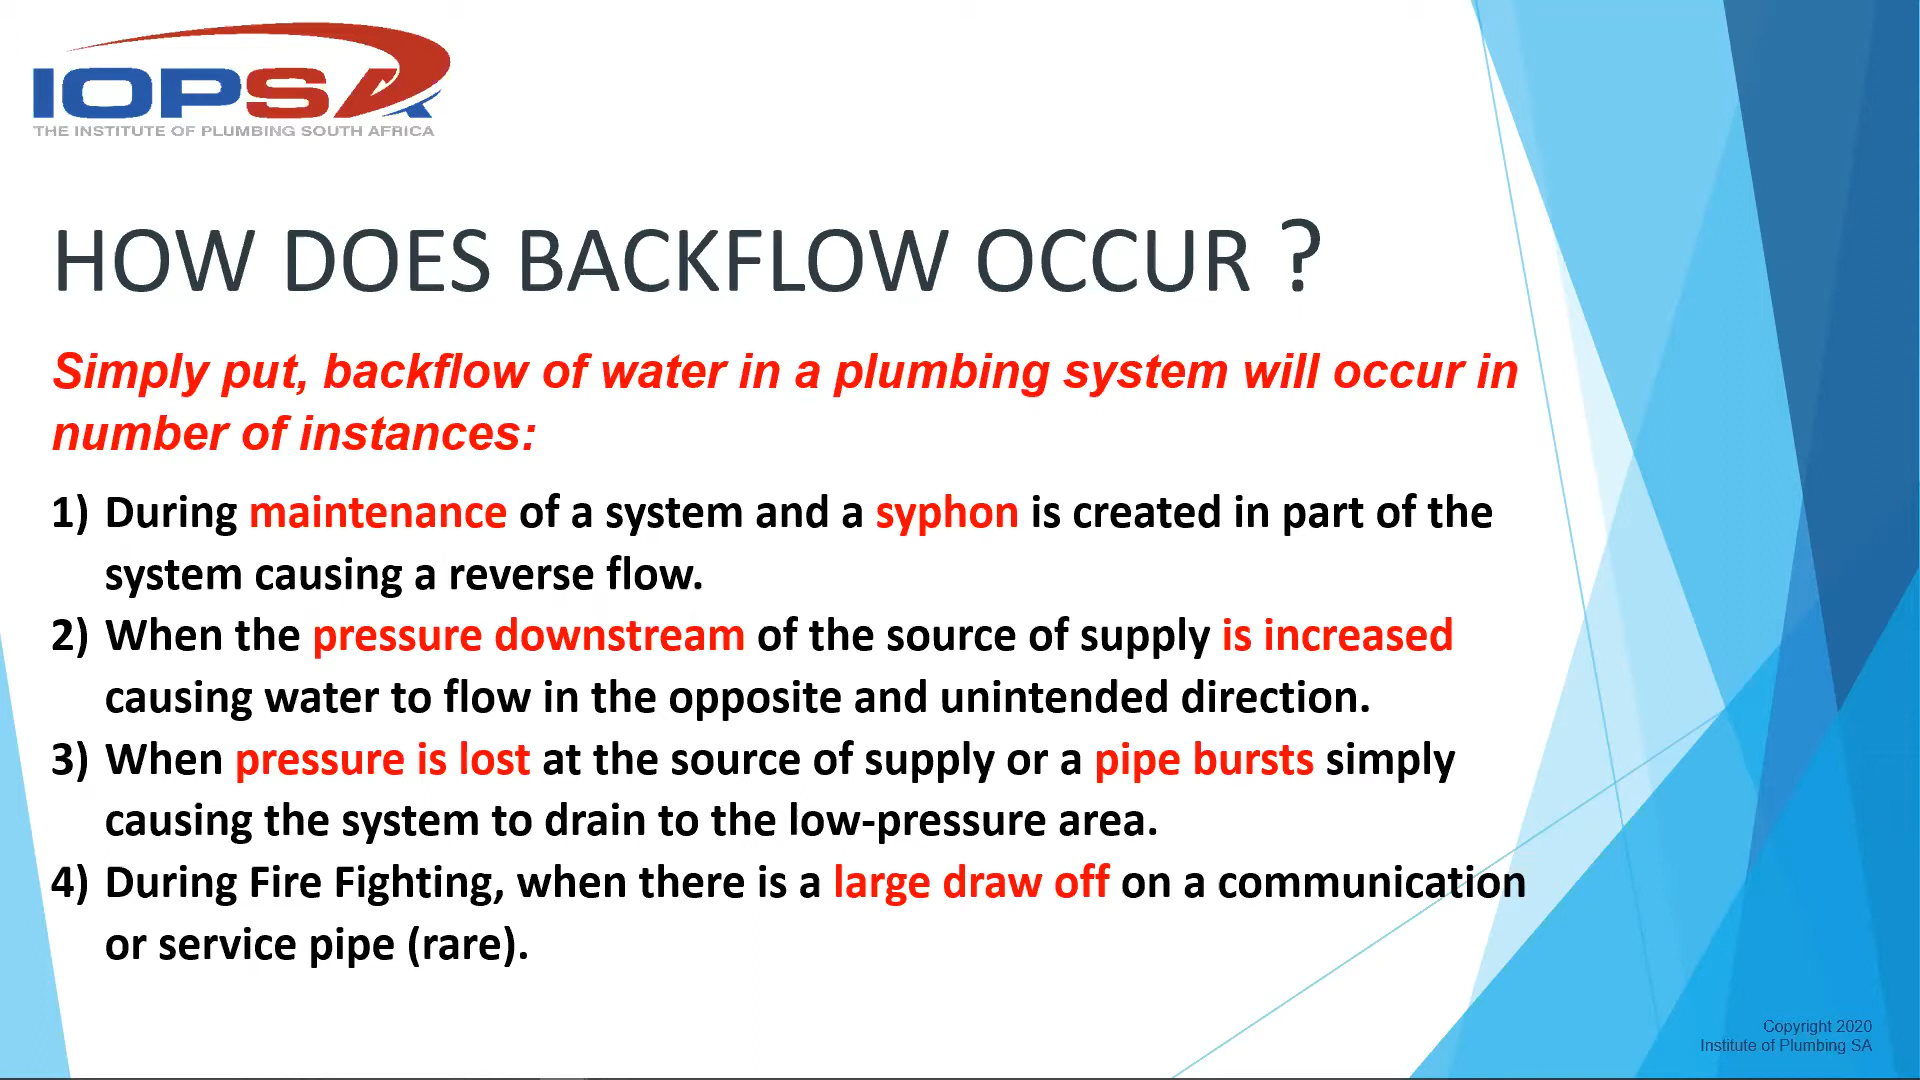 IOPSA
THE INSTITUTE OF PLUMBING SOUTH AFRICA
HOW DOES BACKFLOW OCCUR ?
Simply put, backflow of water in a plumbing system will occur in
number of instances:
1) During maintenance of a system and a syphon is created in part of the
system causing a reverse flow.
2) When the pressure downstream of the source of supply is increased
causing water to flow in the opposite and unintended direction.
3) When pressure is lost at the source of supply or a pipe bursts simply
causing the system to drain to the low-pressure area.
4) During Fire Fighting, when there is a large draw off on a communication
or service pipe (rare).
Copyright 2020
Institute of Plumbing SA